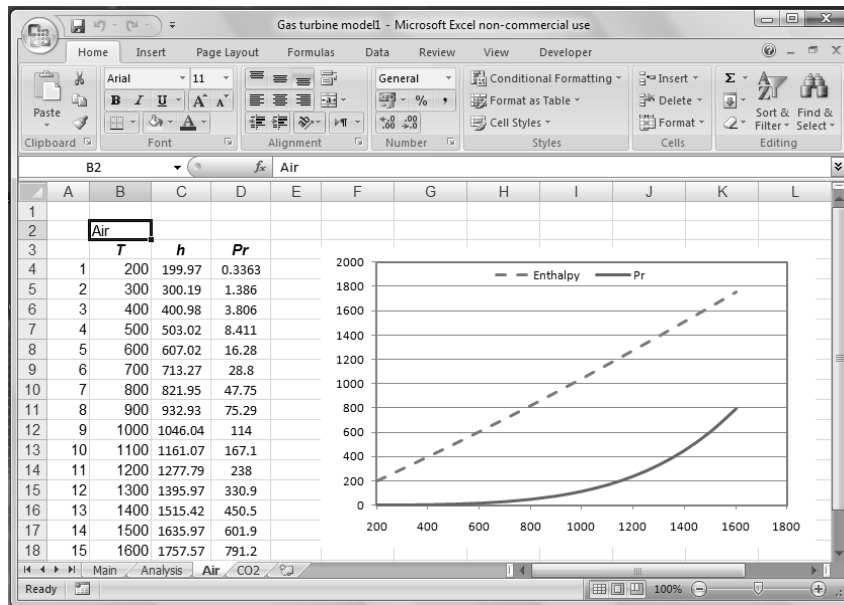 Gas turbine model1 - Microsoft Excel non-commercial use
Home Insert Page Layout Formulas Data Review View Developer
Paste
Arial 11
B I U A A
General
% ,
Conditional Formatting
Format as Table
Cell Styles
Insert
Delete
Format
Σ
Sort & Filter
Find & Select
Clipboard Font Alignment Number Styles Cells Editing
B2 fx Air
A B C D E F G H I J K L
1
2 Air
3 T h Pr
4 1 200 199.97 0.3363
5 2 300 300.19 1.386
6 3 400 400.98 3.806
7 4 500 503.02 8.411
8 5 600 607.02 16.28
9 6 700 713.27 28.8
10 7 800 821.95 47.75
11 8 900 932.93 75.29
12 9 1000 1046.04 114
13 10 1100 1161.07 167.1
14 11 1200 1277.79 238
15 12 1300 1395.97 330.9
16 13 1400 1515.42 450.5
17 14 1500 1635.97 601.9
18 15 1600 1757.57 791.2
Enthalpy Pr
2000
1800
1600
1400
1200
1000
800
600
400
200
0
200 400 600 800 1000 1200 1400 1600 1800
Main Analysis Air CO2
Ready 100%